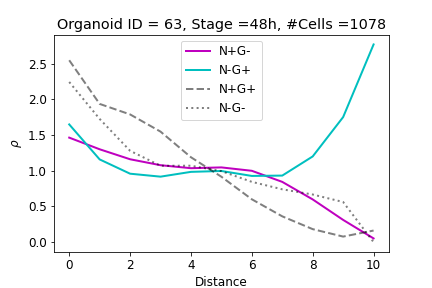 Organoid ID = 63, Stage =48h, #Cells =1078
N+G-
N-G+
N+G+
N-G-
ρ
2.5
2.0
1.5
1.0
0.5
0.0
0 2 4 6 8 10
Distance